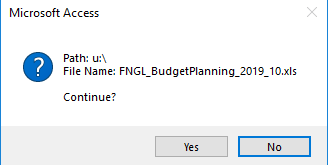 Microsoft Access
Path: u:\
File Name: FNGL_BudgetPlanning_2019_10.xls
Continue?
Yes
No